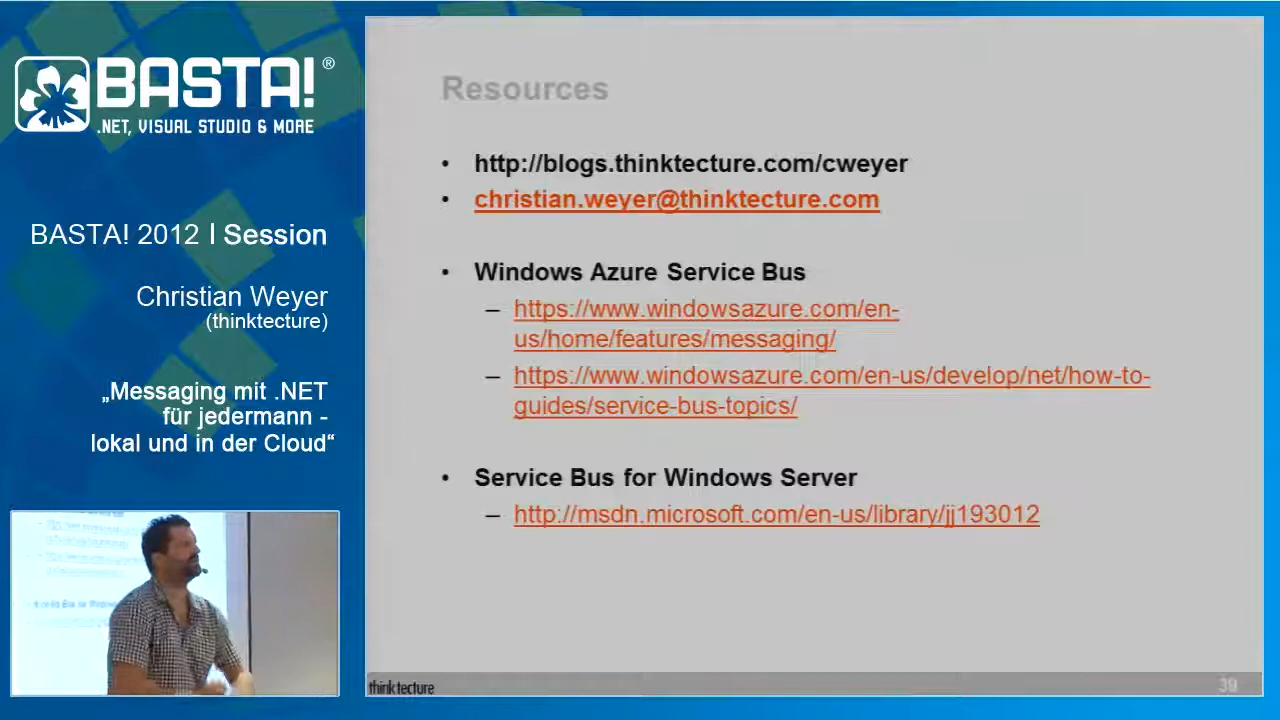 BASTA!®
.NET, VISUAL STUDIO & MORE
BASTA! 2012 | Session
Christian Weyer
(thinktecture)
„Messaging mit .NET
für jedermann -
lokal und in der Cloud“
Resources
• http://blogs.thinktecture.com/cweyer
• christian.weyer@thinktecture.com
• Windows Azure Service Bus
– https://www.windowsazure.com/en-
us/home/features/messaging/
– https://www.windowsazure.com/en-us/develop/net/how-to-
guides/service-bus-topics/
• Service Bus for Windows Server
– http://msdn.microsoft.com/en-us/library/jj193012
thinktecture
39